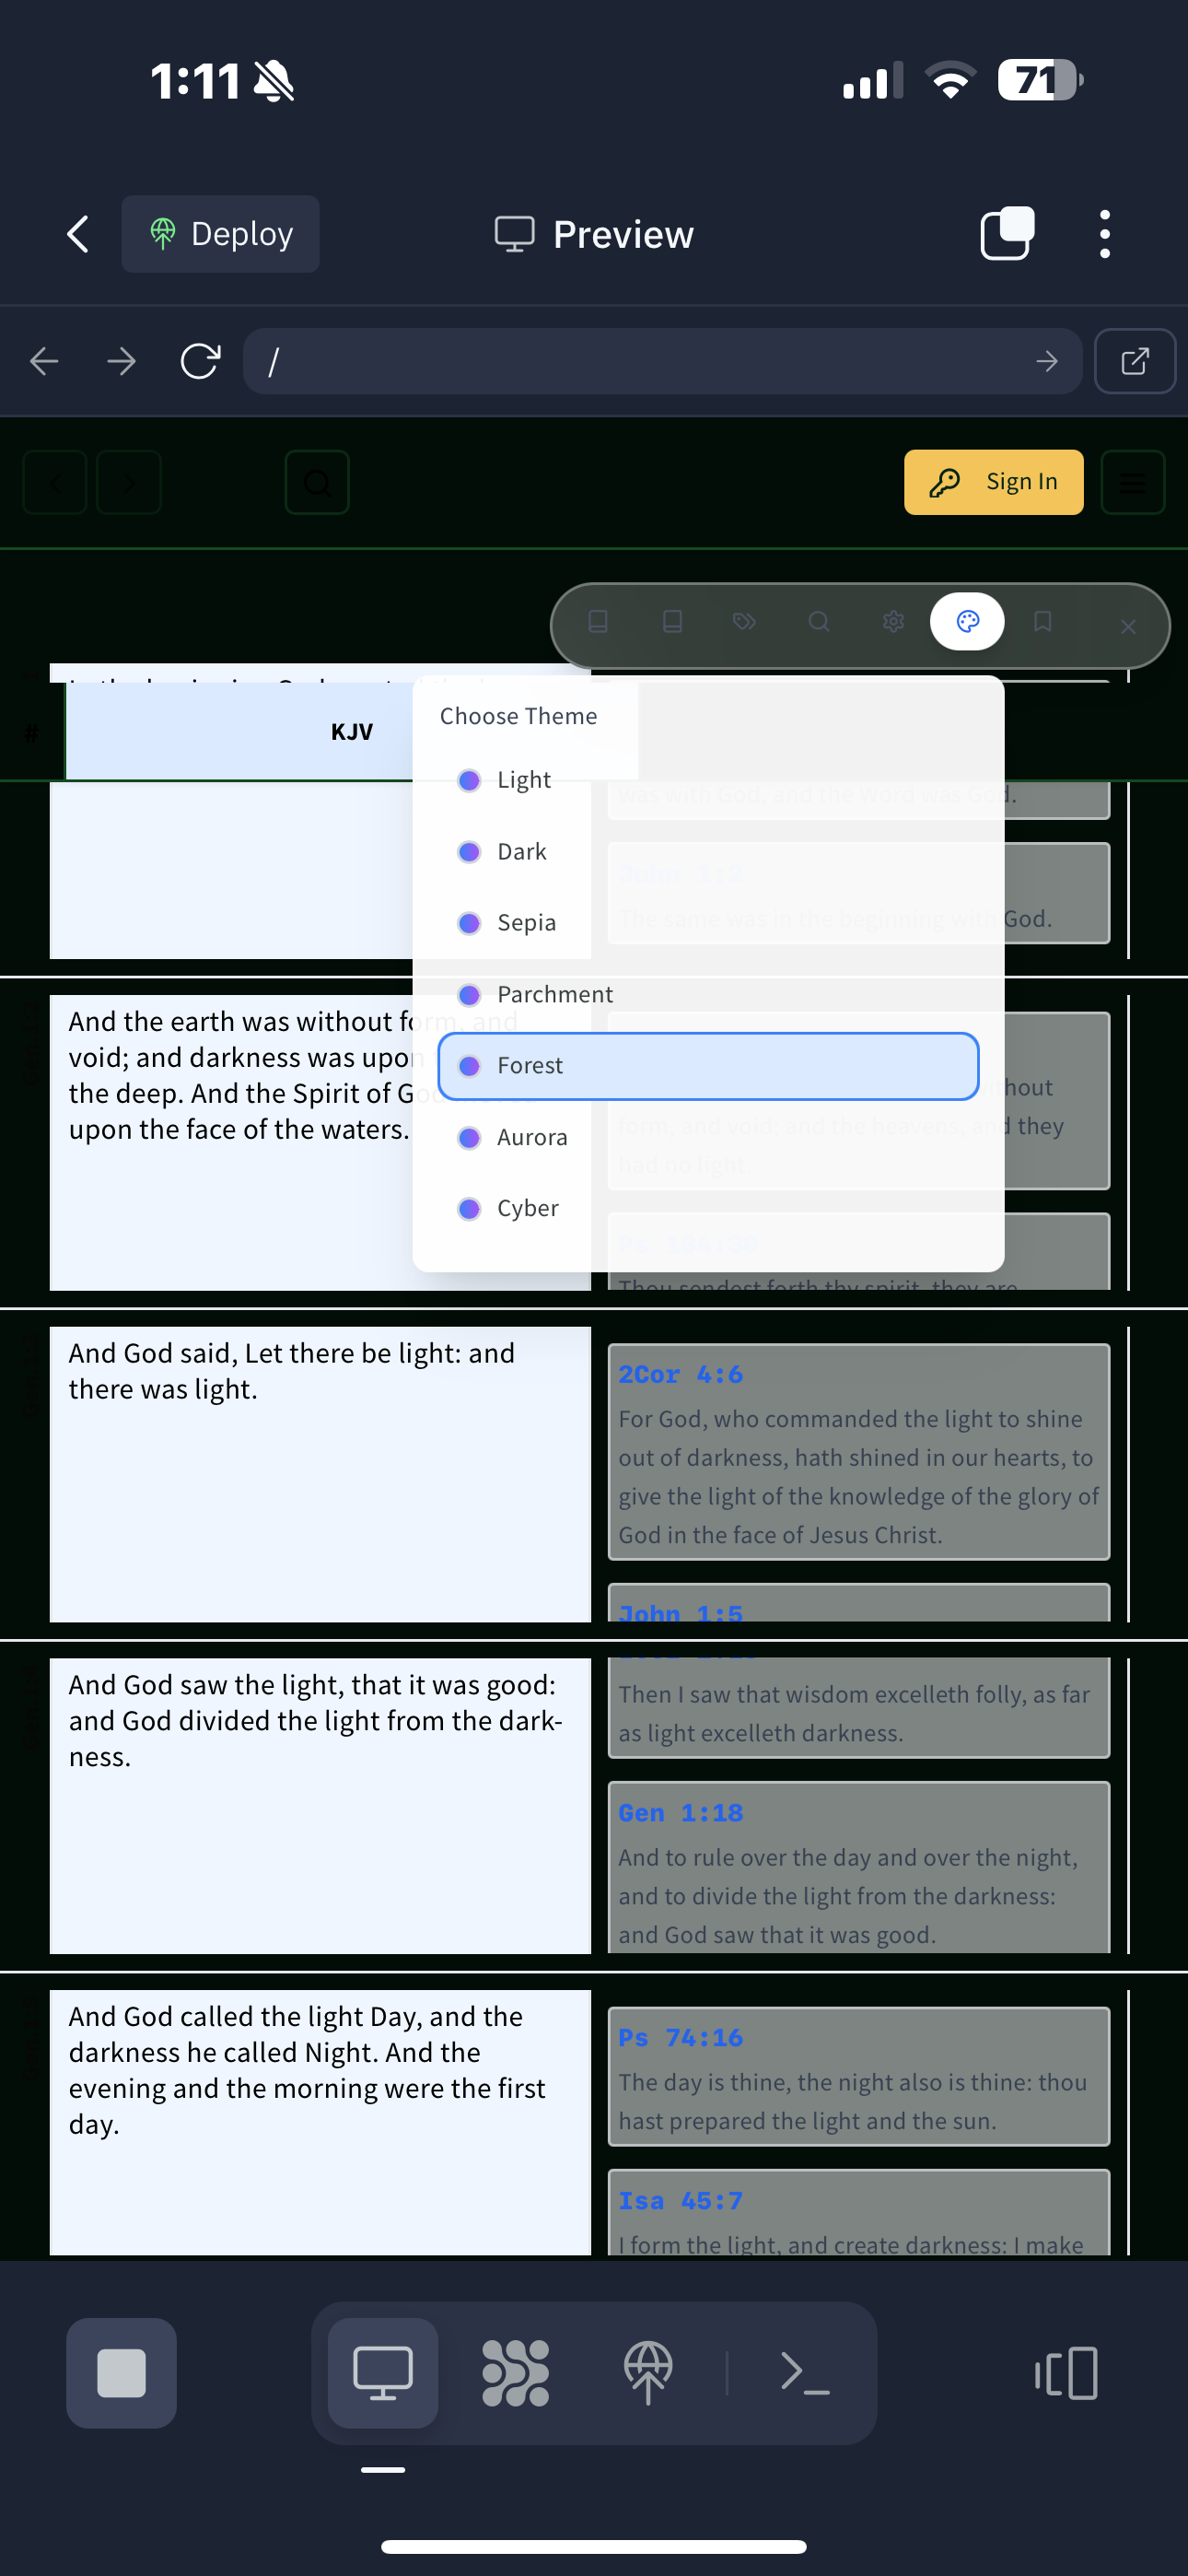 1:11
71
Deploy
Preview
/
Sign In
#
KJV
Choose Theme
Light
Dark
Sepia
Parchment
Forest
Aurora
Cyber
was with God, and the Word was God.
John 1:2
The same was in the beginning with God.
And the earth was without form, and
void; and darkness was upon
the deep. And the Spirit of God
upon the face of the waters.
without
form, and void; and the heavens, and they
had no light.
Ps 104:30
Thou sendest forth thy spirit, they are
And God said, Let there be light: and
there was light.
2Cor 4:6
For God, who commanded the light to shine
out of darkness, hath shined in our hearts, to
give the light of the knowledge of the glory of
God in the face of Jesus Christ.
John 1:5
And God saw the light, that it was good:
and God divided the light from the dark-
ness.
Then I saw that wisdom excelleth folly, as far
as light excelleth darkness.
Gen 1:18
And to rule over the day and over the night,
and to divide the light from the darkness:
and God saw that it was good.
And God called the light Day, and the
darkness he called Night. And the
evening and the morning were the first
day.
Ps 74:16
The day is thine, the night also is thine: thou
hast prepared the light and the sun.
Isa 45:7
I form the light, and create darkness: I make